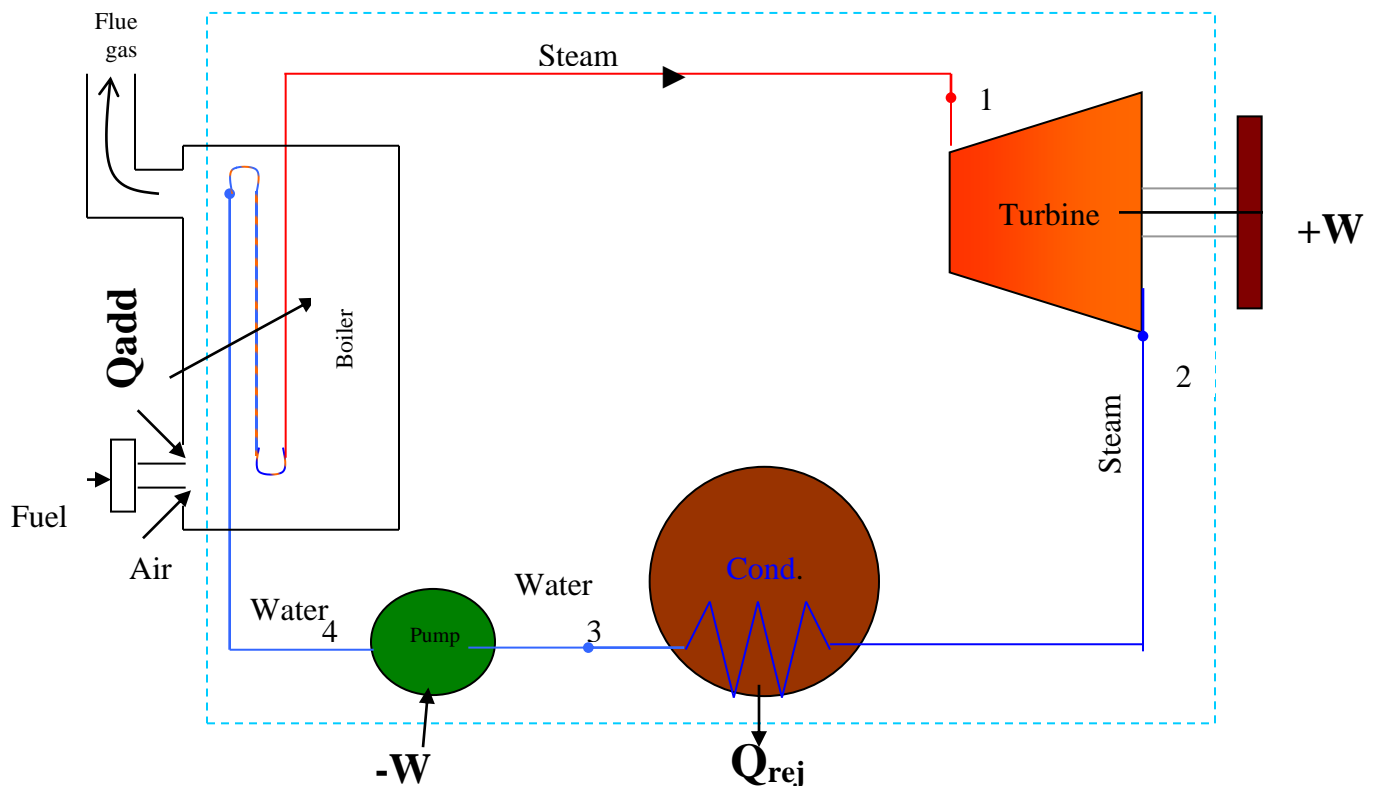 Flue
gas
Steam
1
Turbine
+W
Qadd
Boiler
2
Steam
Fuel
Air
Cond.
Water
Water
4
Pump
3
-W
Qrej